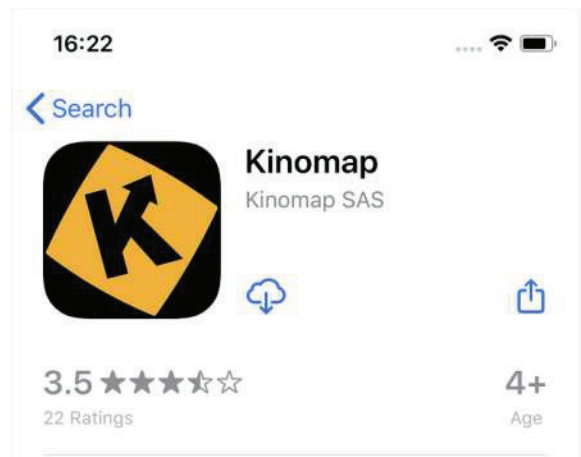 16:22
Search
Kinomap
Kinomap SAS
K
3.5
4+
22 Ratings
Age